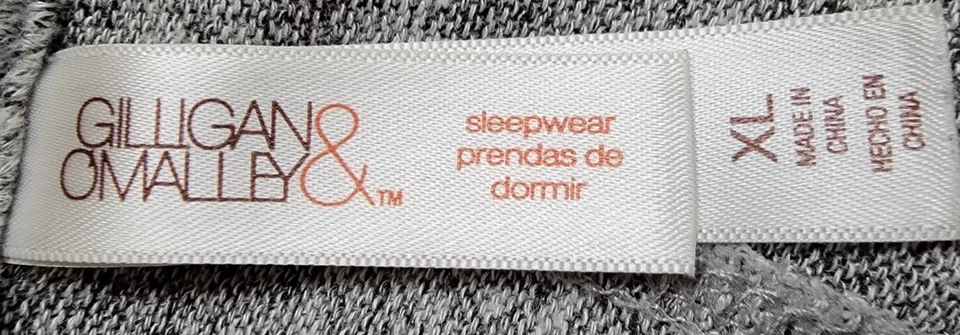 GILLIGAN &
O'MALLEY TM
sleepwear
prendas de
dormir
XL
MADE IN
CHINA
HECHO EN
CHINA